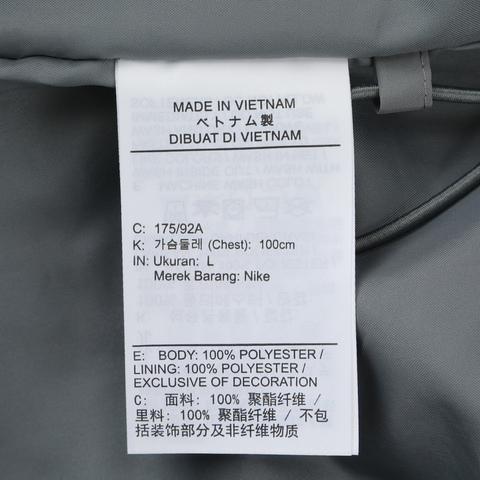 MADE IN VIETNAM
ベトナム製
DIBUAT DI VIETNAM
C: 175/92A
K: 가슴둘레 (Chest): 100cm
IN: Ukuran: L
Merek Barang: Nike
E: BODY: 100% POLYESTER /
LINING: 100% POLYESTER /
EXCLUSIVE OF DECORATION
C: 面料: 100% 聚酯纤维 /
里料: 100% 聚酯纤维 / 不包
括装饰部分及非纤维物质